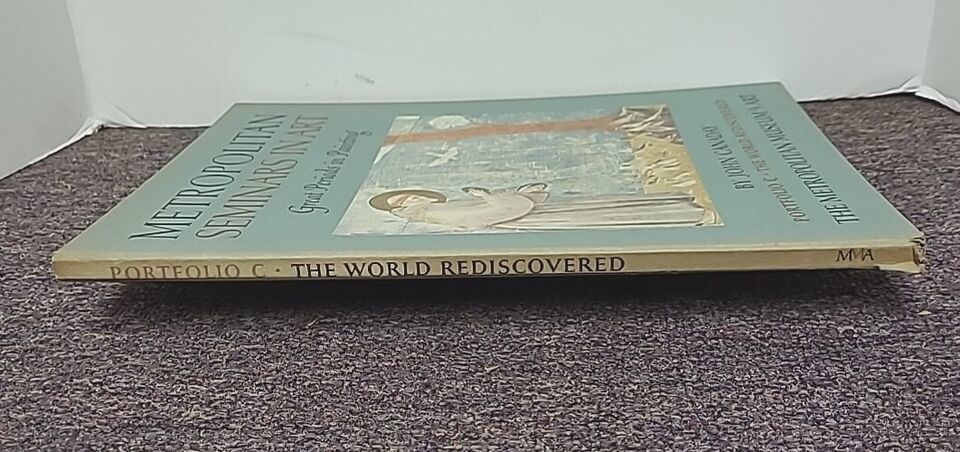 METROPOLITAN
SEMINARS IN ART
Great Periods in Painting
BY JOHN CANADAY
PORTFOLIO C · THE WORLD REDISCOVERED
THE METROPOLITAN MUSEUM OF ART
PORTFOLIO C · THE WORLD REDISCOVERED
MMA